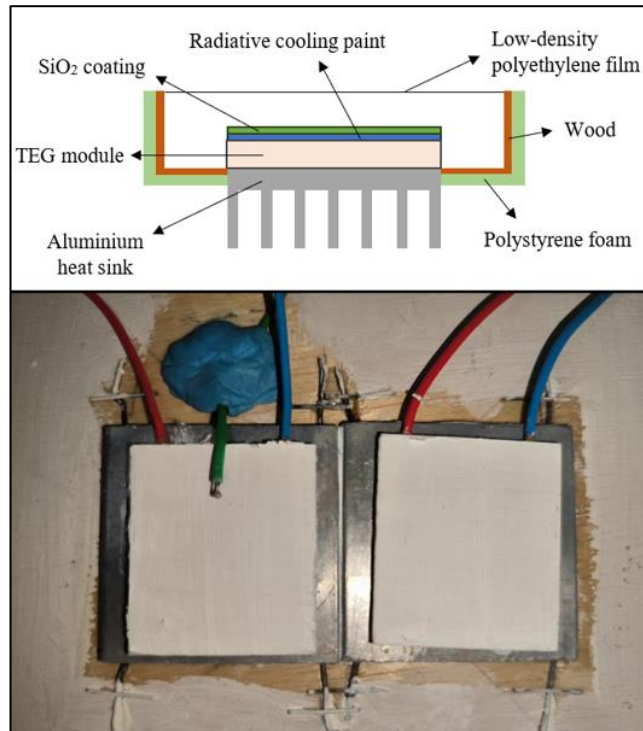 Radiative cooling paint
SiO₂ coating
Low-density
polyethylene film
Wood
TEG module
Aluminium
heat sink
Polystyrene foam